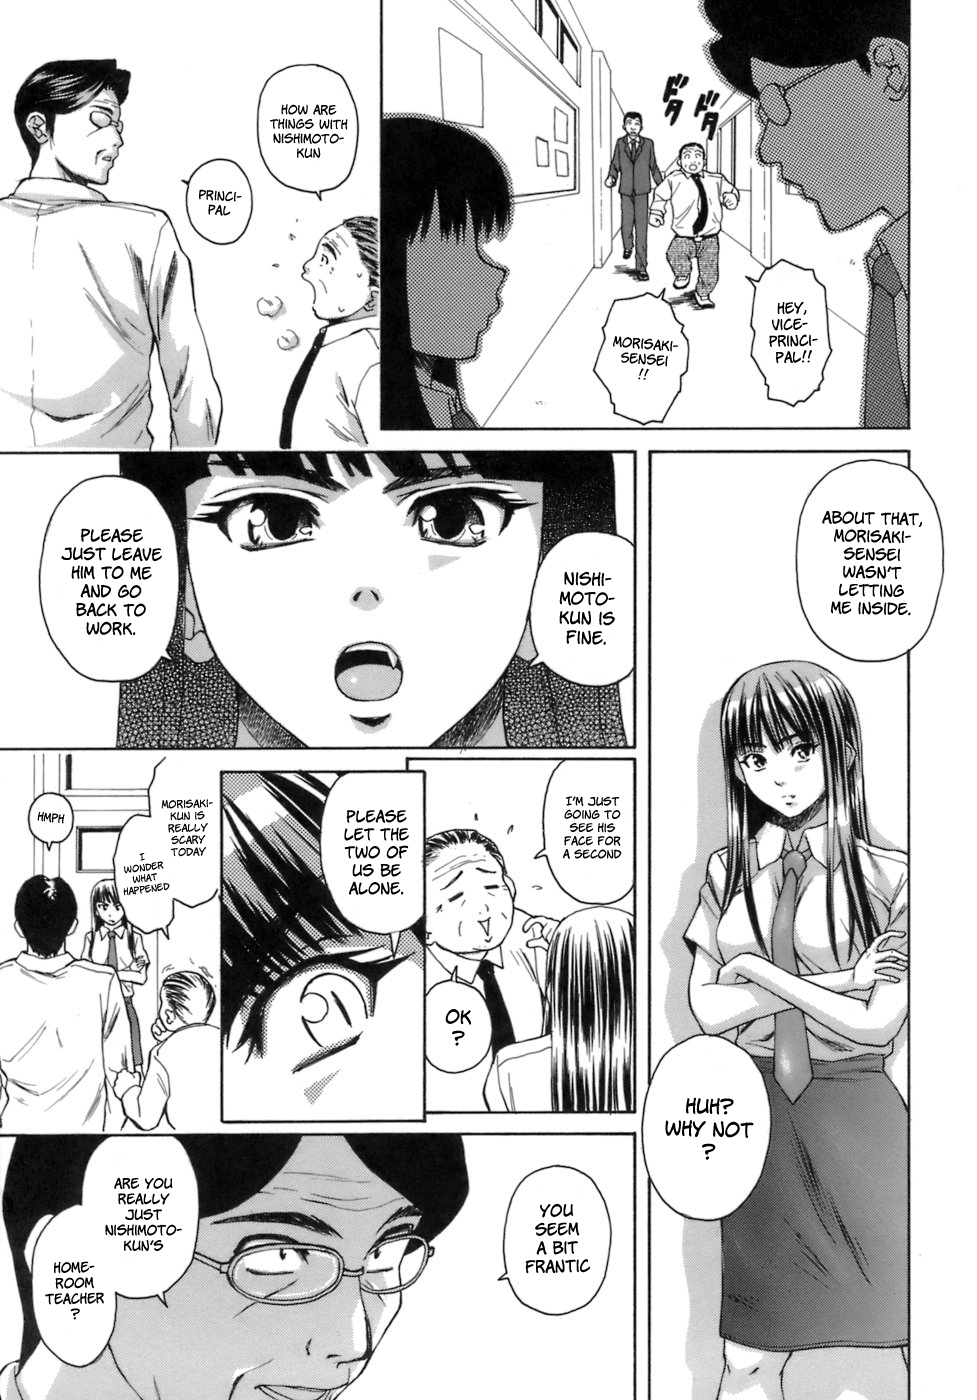 HEY,
VICE-
PRINCI-
PAL!!
MORISAKI-
SENSEI
!!
ドタ
ドタ
HOW ARE
THINGS WITH
NISHIMOTO-
KUN
PRINCI-
PAL
ABOUT THAT,
MORISAKI-
SENSEI
WASN'T
LETTING
ME INSIDE.
HUH?
WHY NOT
?
NISHI-
MOTO-
KUN IS
FINE.
PLEASE
JUST LEAVE
HIM TO ME
AND GO
BACK TO
WORK.
I'M JUST
GOING
TO SEE HIS
FACE FOR
A SECOND
OK
?
PLEASE
LET THE
TWO OF
US BE
ALONE.
MORISAKI-
KUN IS
REALLY
SCARY
TODAY
I
WONDER
WHAT
HAPPENED
HMPH
YOU
SEEM
A BIT
FRANTIC
ARE YOU
REALLY
JUST
NISHIMOTO-
KUN'S
HOME-
ROOM
TEACHER
?